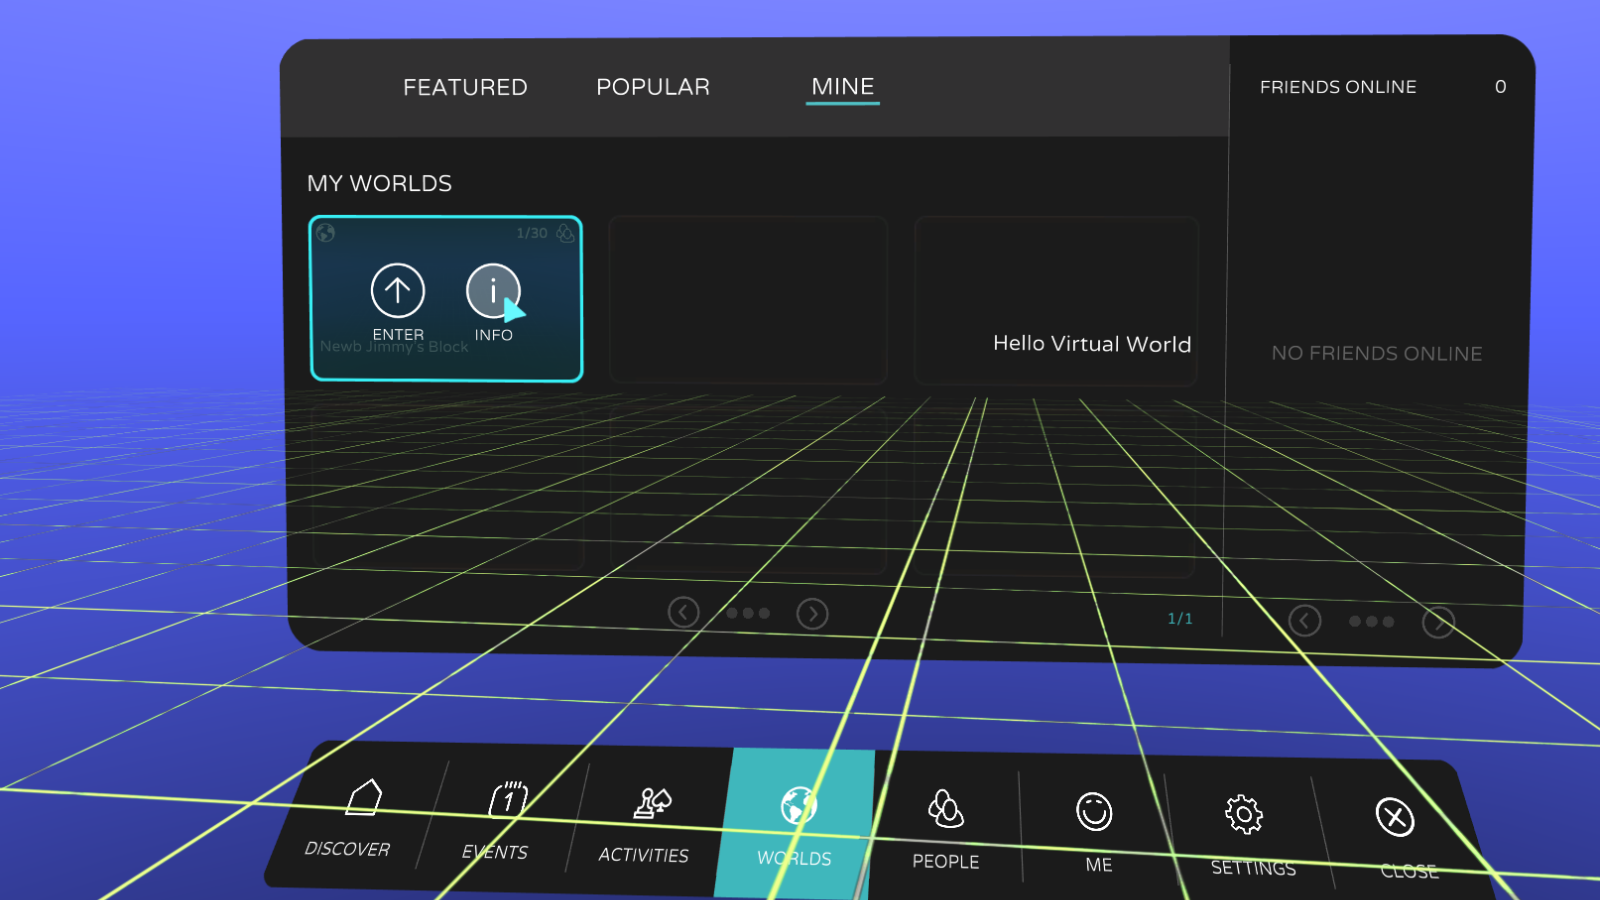 FEATURED POPULAR MINE
FRIENDS ONLINE 0
MY WORLDS
1/30
ENTER INFO
Newb Jimmy's Block
Hello Virtual World
NO FRIENDS ONLINE
1/1
1
DISCOVER EVENTS ACTIVITIES WORLDS PEOPLE ME SETTINGS CLOSE